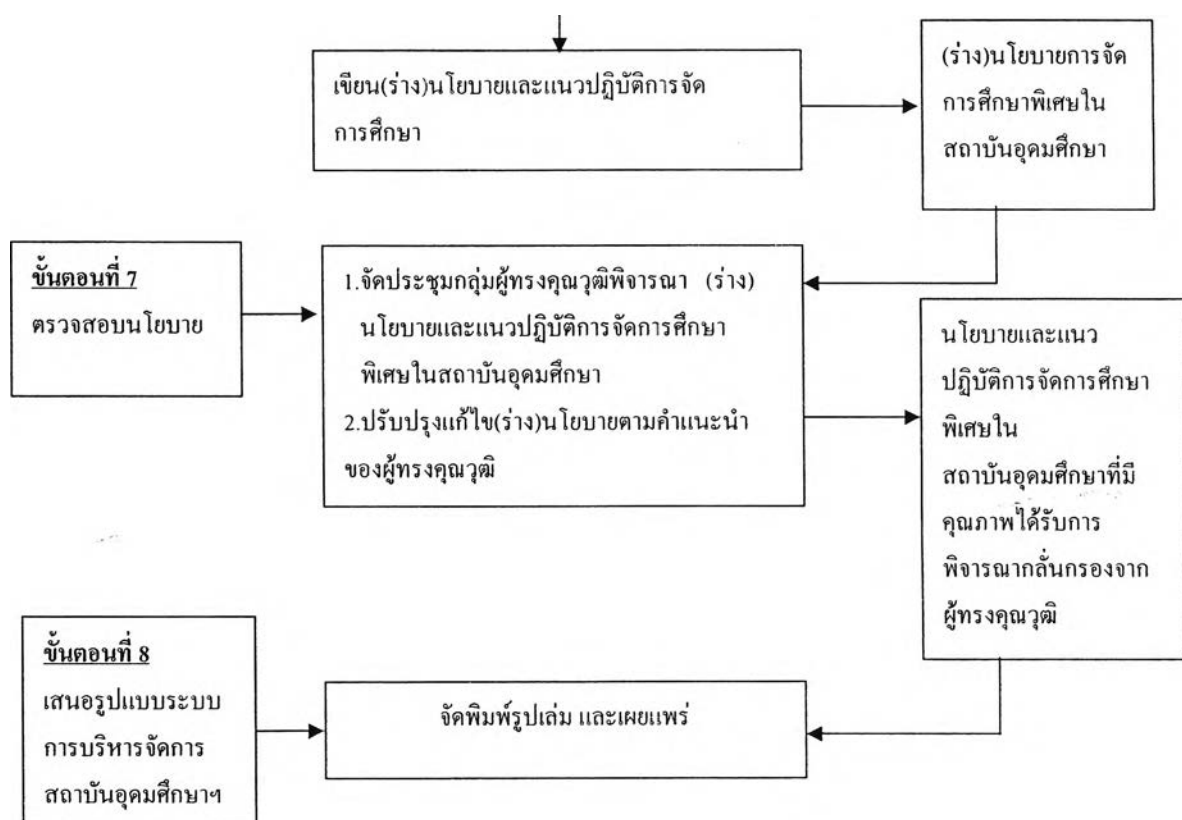 เขียน(ร่าง)นโยบายและแนวปฏิบัติการจัด
การศึกษา
(ร่าง)นโยบายการจัด
การศึกษาพิเศษใน
สถาบันอุดมศึกษา
ขั้นตอนที่ 7
ตรวจสอบนโยบาย
1.จัดประชุมกลุ่มผู้ทรงคุณวุฒิพิจารณา (ร่าง)
นโยบายและแนวปฏิบัติการจัดการศึกษา
พิเศษในสถาบันอุดมศึกษา
2.ปรับปรุงแก้ไข(ร่าง)นโยบายตามคำแนะนำ
ของผู้ทรงคุณวุฒิ
นโยบายและแนว
ปฏิบัติการจัดการศึกษา
พิเศษใน
สถาบันอุดมศึกษาที่มี
คุณภาพได้รับการ
พิจารณากลั่นกรองจาก
ผู้ทรงคุณวุฒิ
ขั้นตอนที่ 8
เสนอรูปแบบระบบ
การบริหารจัดการ
สถาบันอุดมศึกษาฯ
จัดพิมพ์รูปเล่ม และเผยแพร่